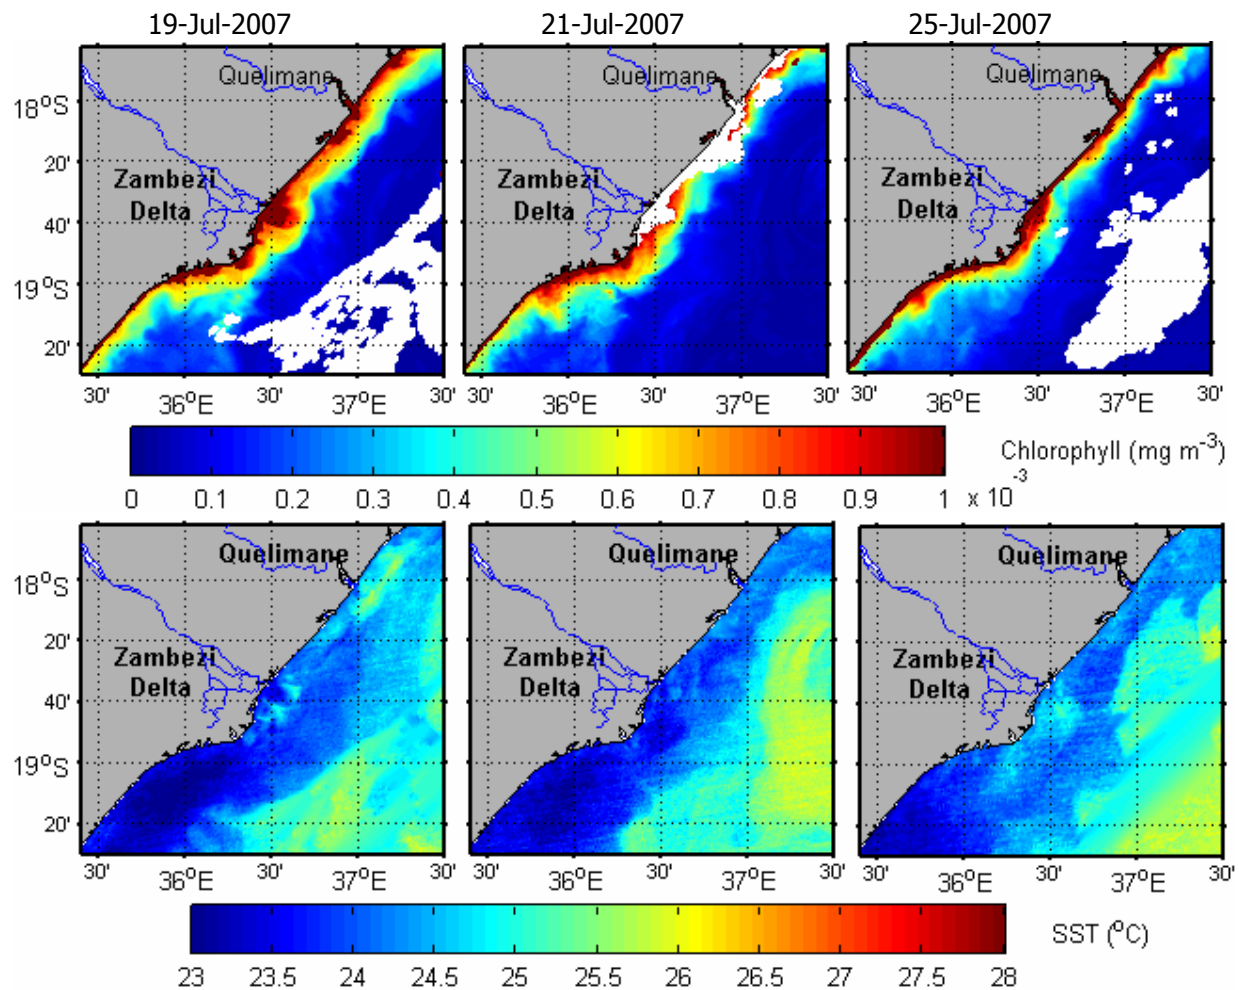 19-Jul-2007 21-Jul-2007 25-Jul-2007
Quelimane Quelimane Quelimane
18°S
20'
Zambezi Zambezi Zambezi
Delta Delta Delta
40'
19°S
20'
30' 36°E 30' 37°E 30' 30' 36°E 30' 37°E 30' 30' 36°E 30' 37°E 30'
Chlorophyll (mg m-3)
0 0.1 0.2 0.3 0.4 0.5 0.6 0.7 0.8 0.9 1 x 10-3
Quelimane Quelimane Quelimane
18°S
20'
Zambezi Zambezi Zambezi
Delta Delta Delta
40'
19°S
20'
30' 36°E 30' 37°E 30' 30' 36°E 30' 37°E 30' 30' 36°E 30' 37°E 30'
SST (°C)
23 23.5 24 24.5 25 25.5 26 26.5 27 27.5 28